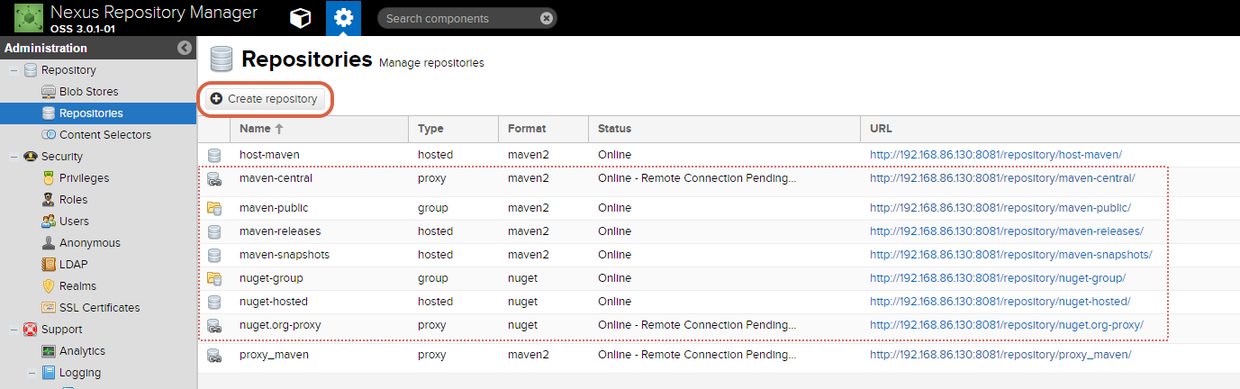 Nexus Repository Manager
OSS 3.0.1-01
Search components
Administration
Repository
Blob Stores
Repositories
Content Selectors
Security
Privileges
Roles
Users
Anonymous
LDAP
Realms
SSL Certificates
Support
Analytics
Logging
Repositories Manage repositories
Create repository
Name Type Format Status URL
host-maven hosted maven2 Online http://192.168.86.130:8081/repository/host-maven/
maven-central proxy maven2 Online - Remote Connection Pending... http://192.168.86.130:8081/repository/maven-central/
maven-public group maven2 Online http://192.168.86.130:8081/repository/maven-public/
maven-releases hosted maven2 Online http://192.168.86.130:8081/repository/maven-releases/
maven-snapshots hosted maven2 Online http://192.168.86.130:8081/repository/maven-snapshots/
nuget-group group nuget Online http://192.168.86.130:8081/repository/nuget-group/
nuget-hosted hosted nuget Online http://192.168.86.130:8081/repository/nuget-hosted/
nuget.org-proxy proxy nuget Online - Remote Connection Pending... http://192.168.86.130:8081/repository/nuget.org-proxy/
proxy_maven proxy maven2 Online - Remote Connection Pending... http://192.168.86.130:8081/repository/proxy_maven/